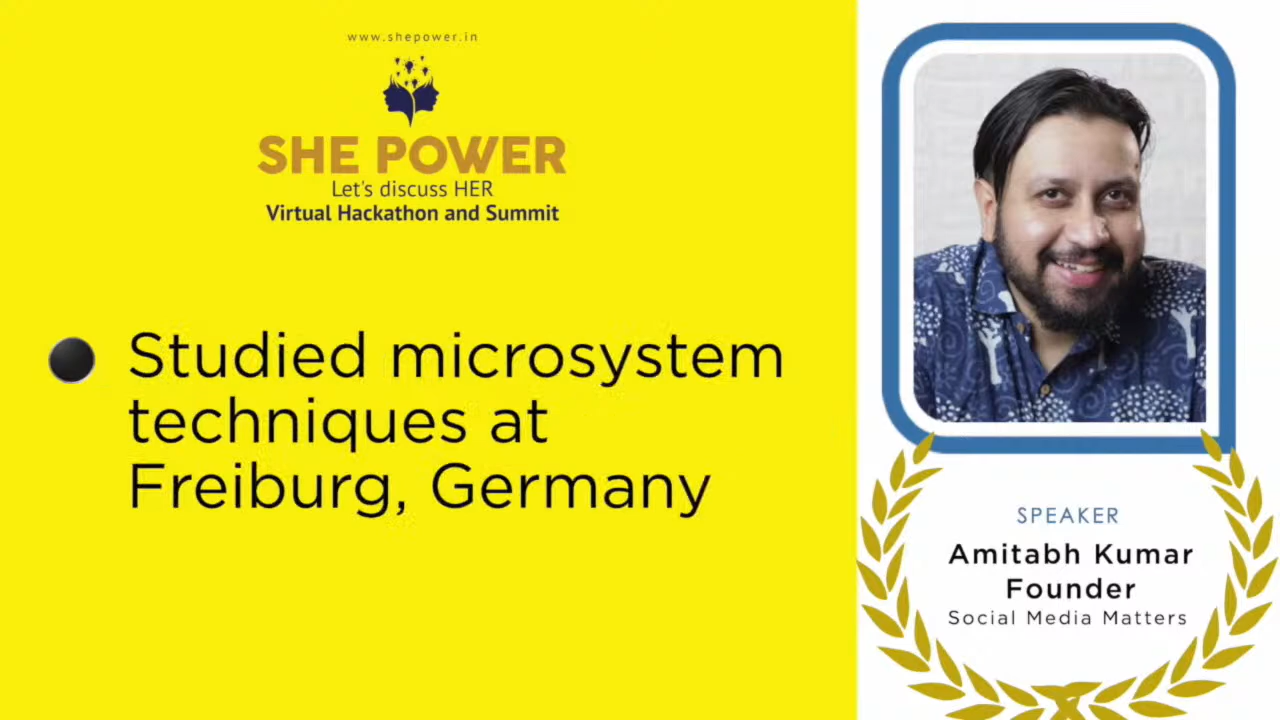 www.shepower.in
SHE POWER
Let's discuss HER
Virtual Hackathon and Summit
Studied microsystem
techniques at
Freiburg, Germany
SPEAKER
Amitabh Kumar
Founder
Social Media Matters